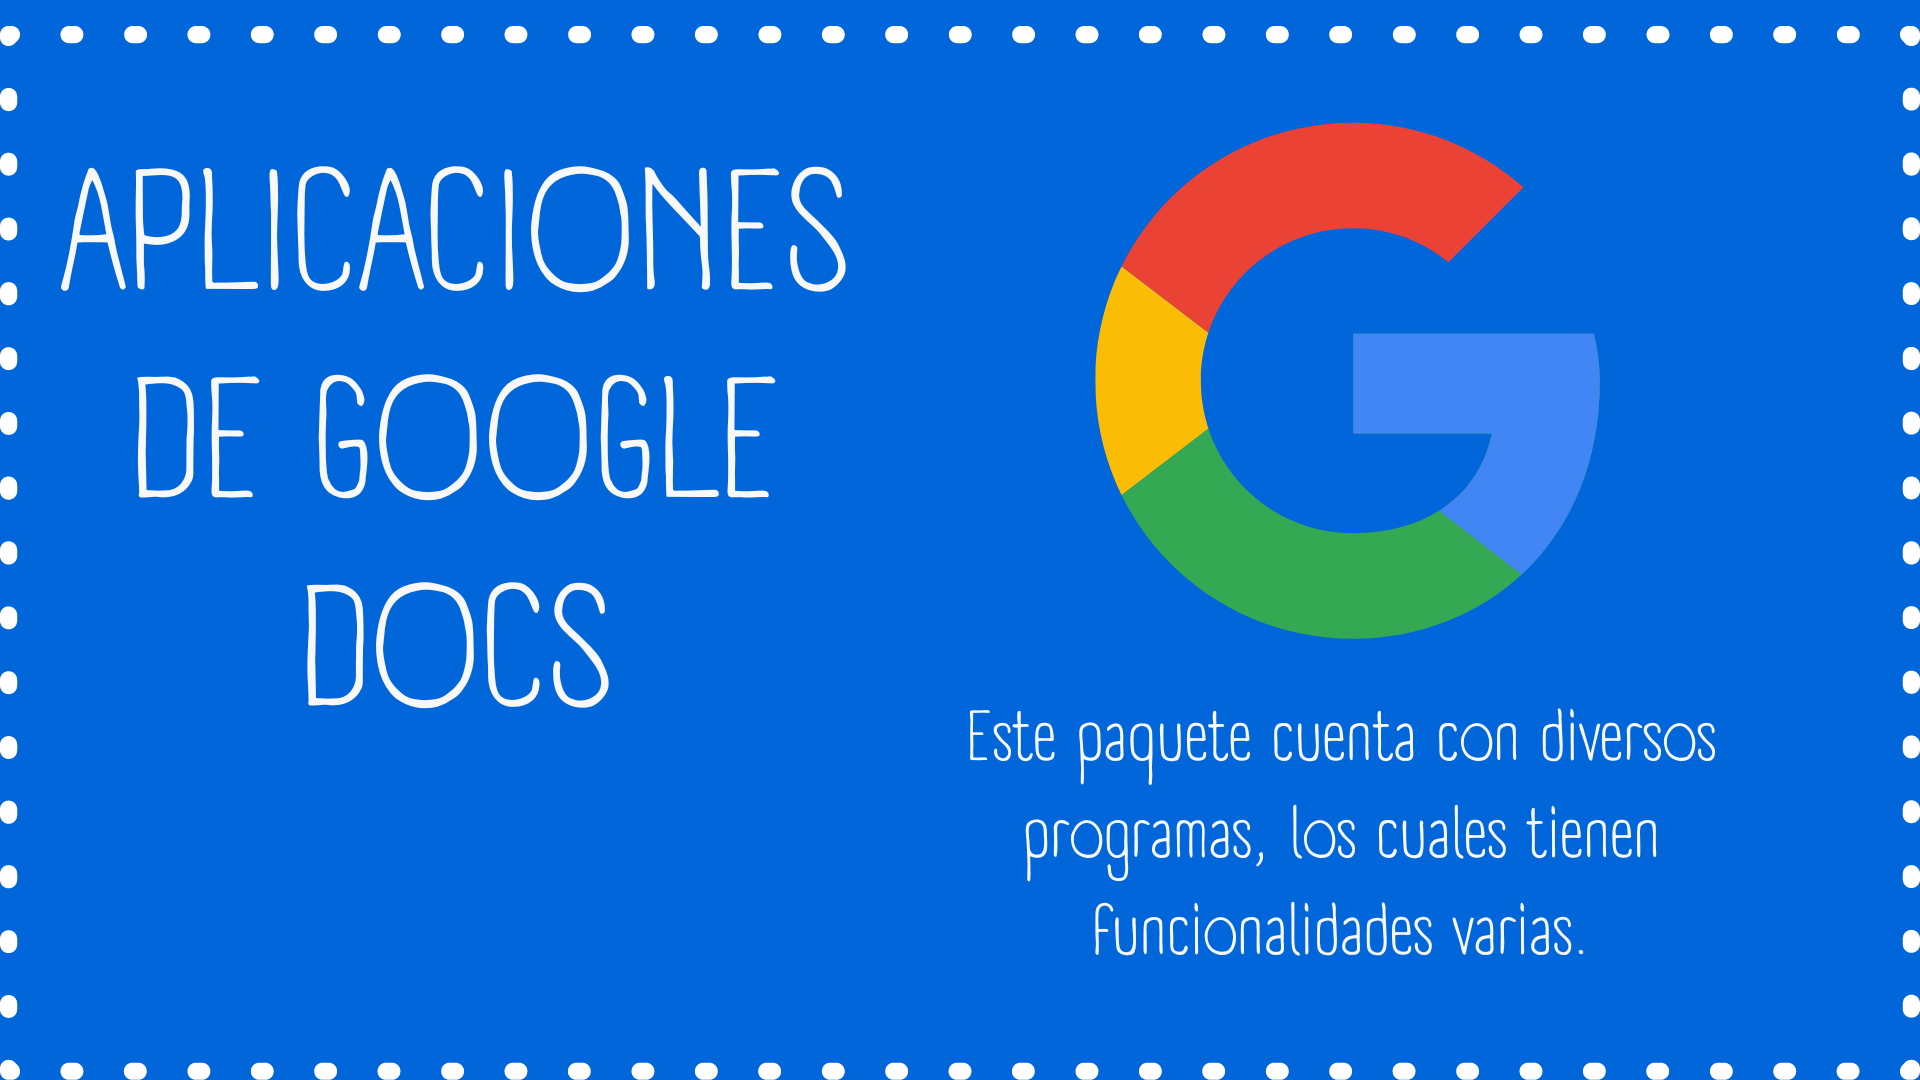 APLICACIONES
DE GOOGLE
DOCS
Este paquete cuenta con diversos
programas, los cuales tienen
funcionalidades varias.